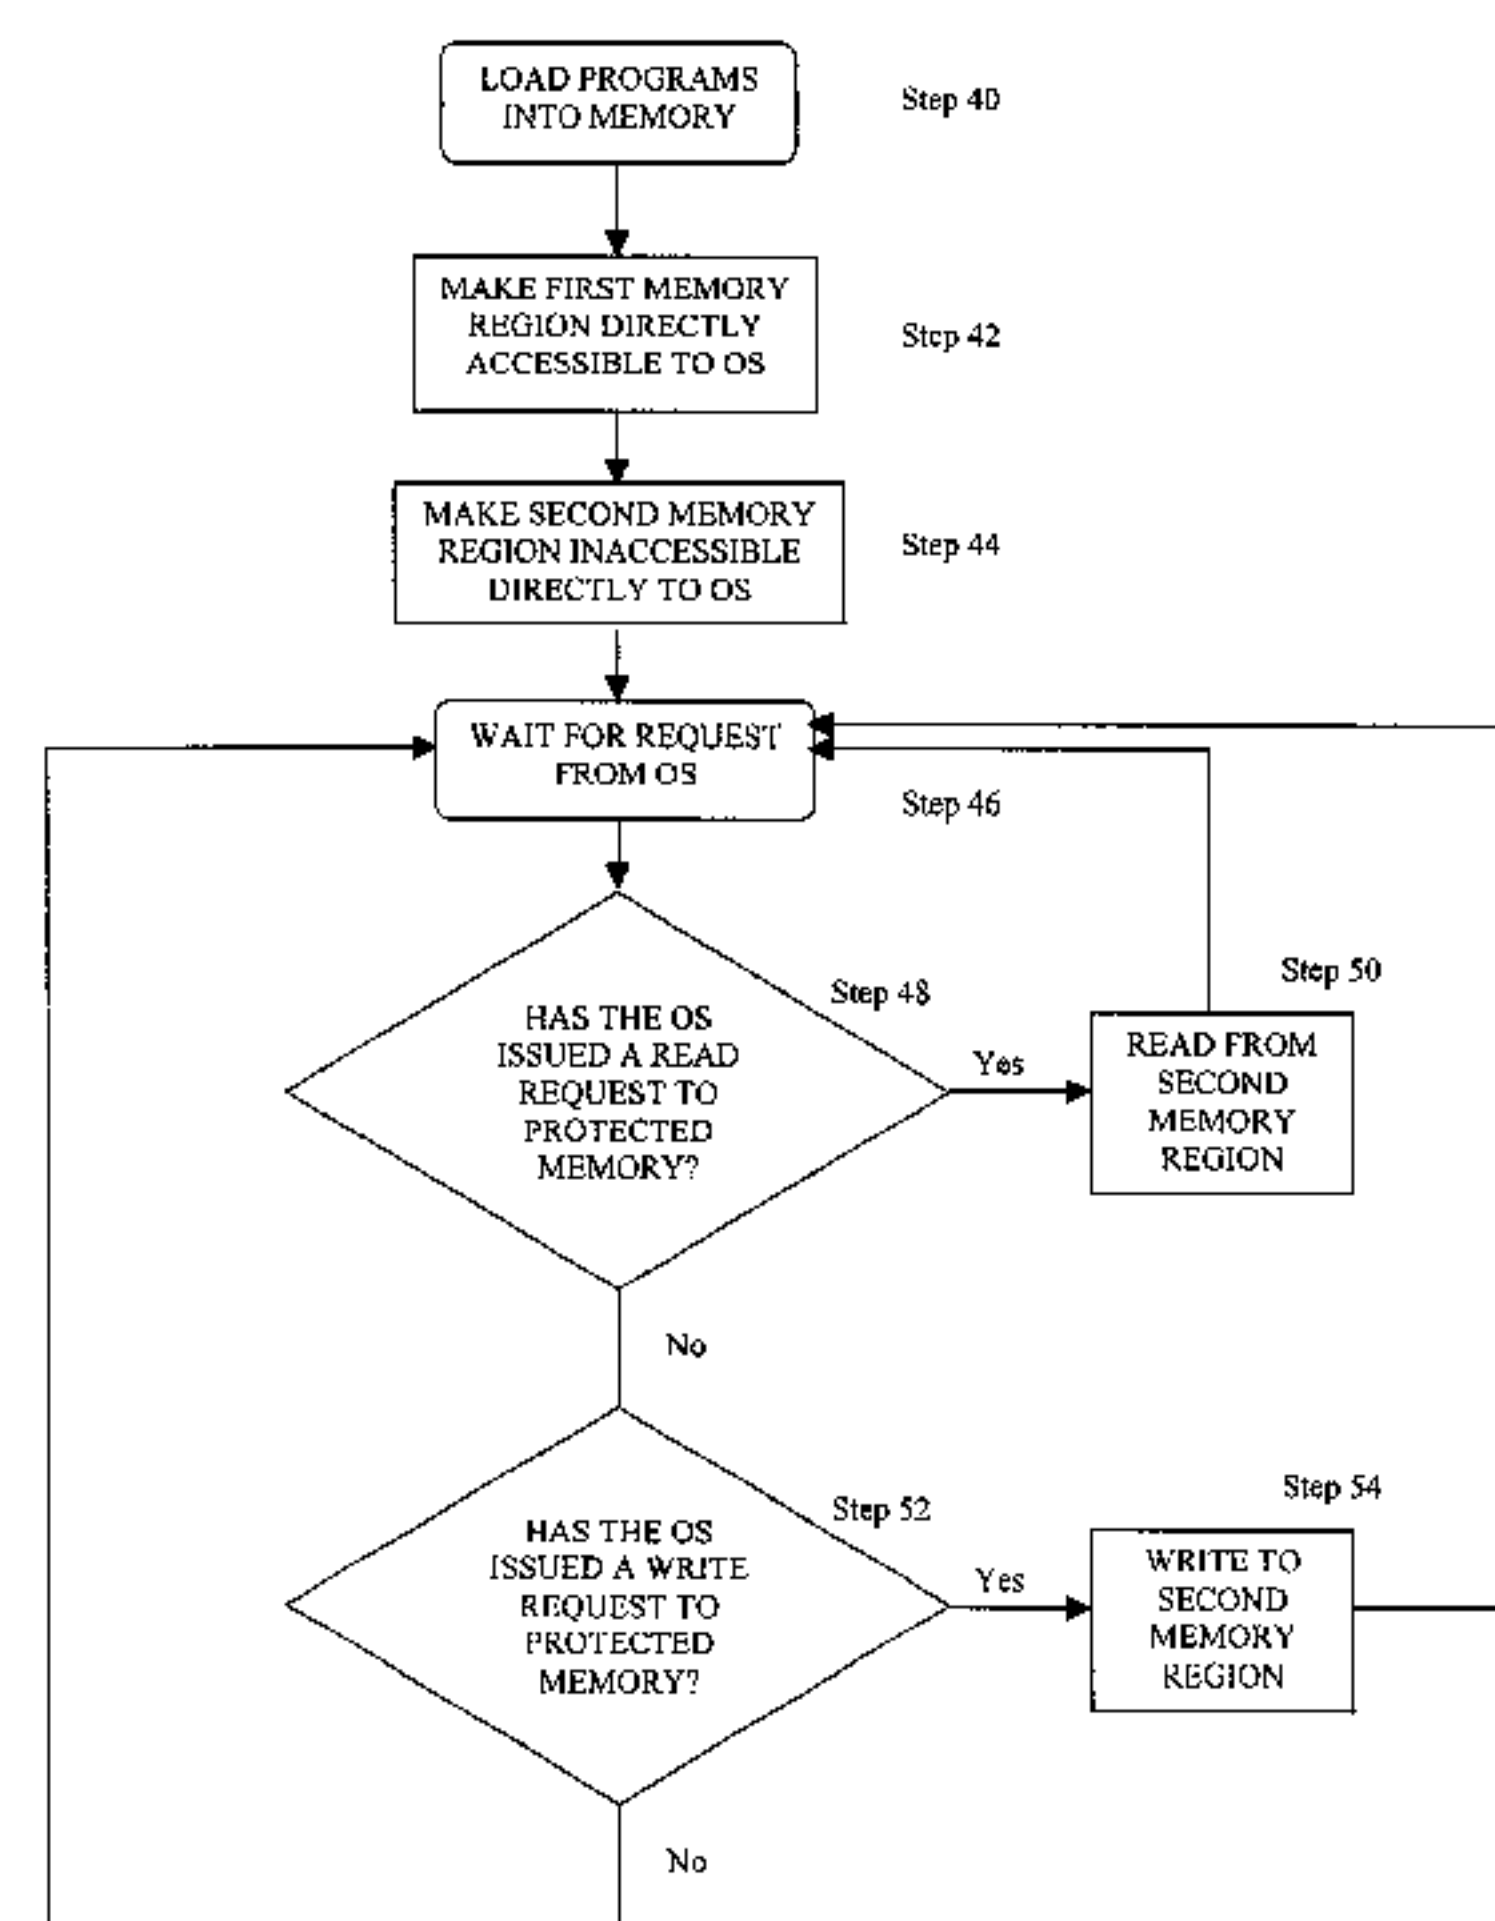 LOAD PROGRAMS
INTO MEMORY
Step 40
MAKE FIRST MEMORY
REGION DIRECTLY
ACCESSIBLE TO OS
Step 42
MAKE SECOND MEMORY
REGION INACCESSIBLE
DIRECTLY TO OS
Step 44
WAIT FOR REQUEST
FROM OS
Step 46
HAS THE OS
ISSUED A READ
REQUEST TO
PROTECTED
MEMORY?
Step 48
Yes
Step 50
READ FROM
SECOND
MEMORY
REGION
No
HAS THE OS
ISSUED A WRITE
REQUEST TO
PROTECTED
MEMORY?
Step 52
Yes
Step 54
WRITE TO
SECOND
MEMORY
REGION
No